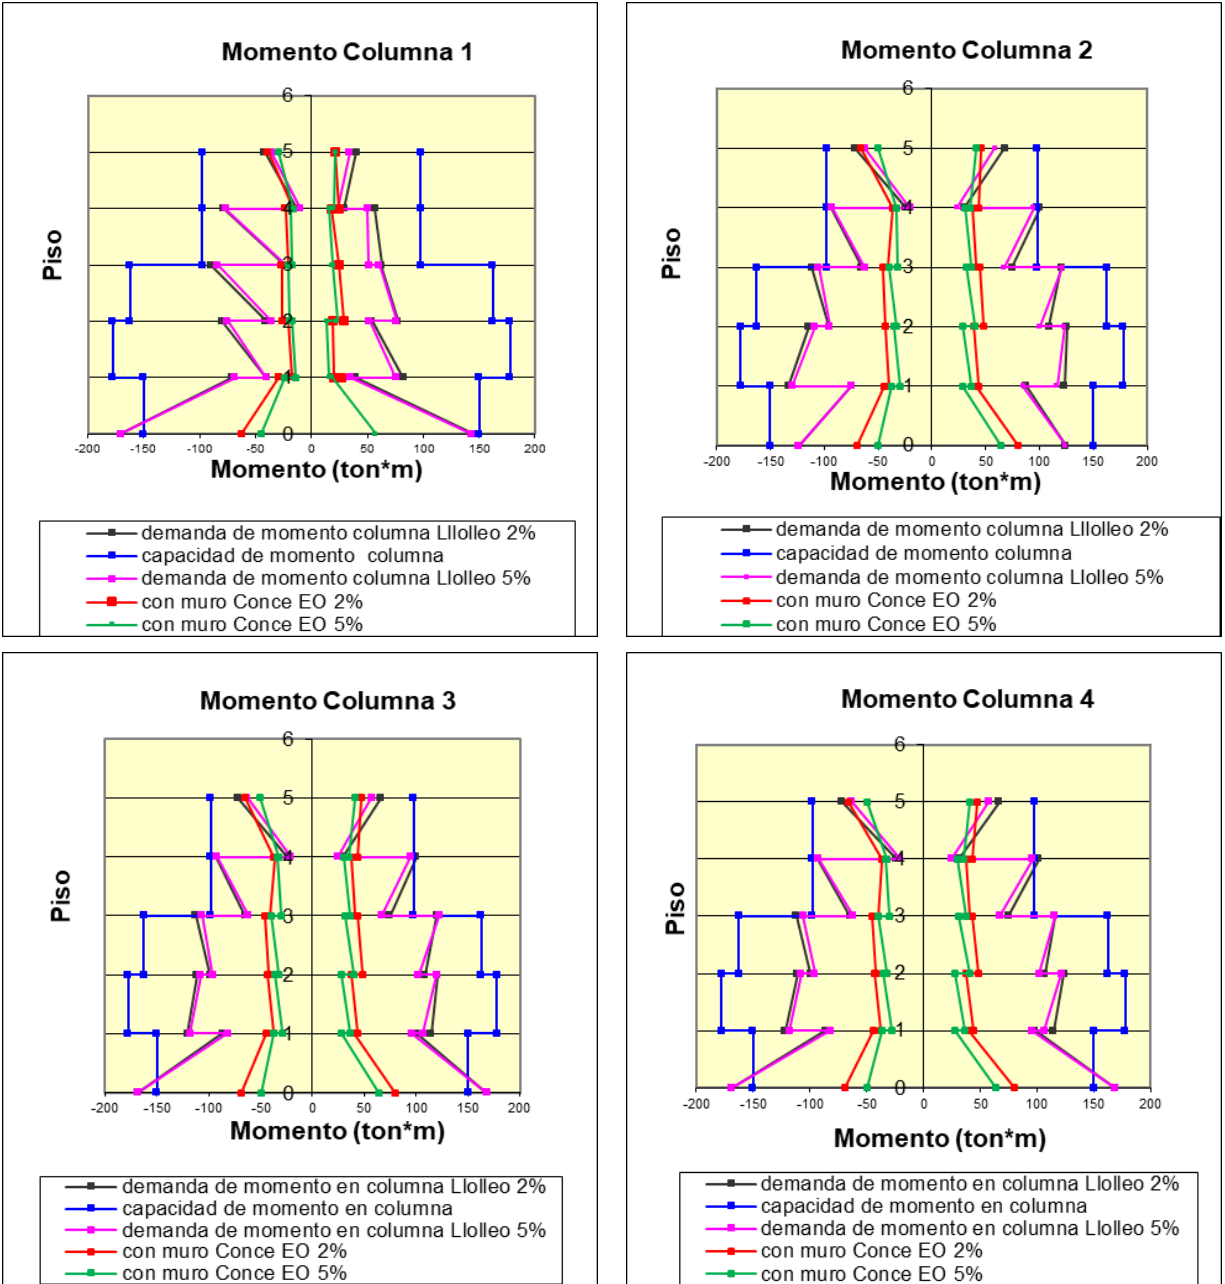 Momento Columna 1
6
5
4
3
2
1
0
-200 -150 -100 -50 0 50 100 150 200
Piso
Momento (ton*m)
demanda de momento columna Lllolleo 2%
capacidad de momento columna
demanda de momento columna Llolleo 5%
con muro Conce EO 2%
con muro Conce EO 5%
Momento Columna 2
6
5
4
3
2
1
0
-200 -150 -100 -50 0 50 100 150 200
Piso
Momento (ton*m)
demanda de momento columna Lllolleo 2%
capacidad de momento columna
demanda de momento columna Llolleo 5%
con muro Conce EO 2%
con muro Conce EO 5%
Momento Columna 3
6
5
4
3
2
1
0
-200 -150 -100 -50 0 50 100 150 200
Piso
Momento (ton*m)
demanda de momento en columna Llolleo 2%
capacidad de momento en columna
demanda de momento en columna Llolleo 5%
con muro Conce EO 2%
con muro Conce EO 5%
Momento Columna 4
6
5
4
3
2
1
0
-200 -150 -100 -50 0 50 100 150 200
Piso
Momento (ton*m)
demanda de momento en columna Llolleo 2%
capacidad de momento en columna
demanda de momento en columna Llolleo 5%
con muro Conce EO 2%
con muro Conce EO 5%